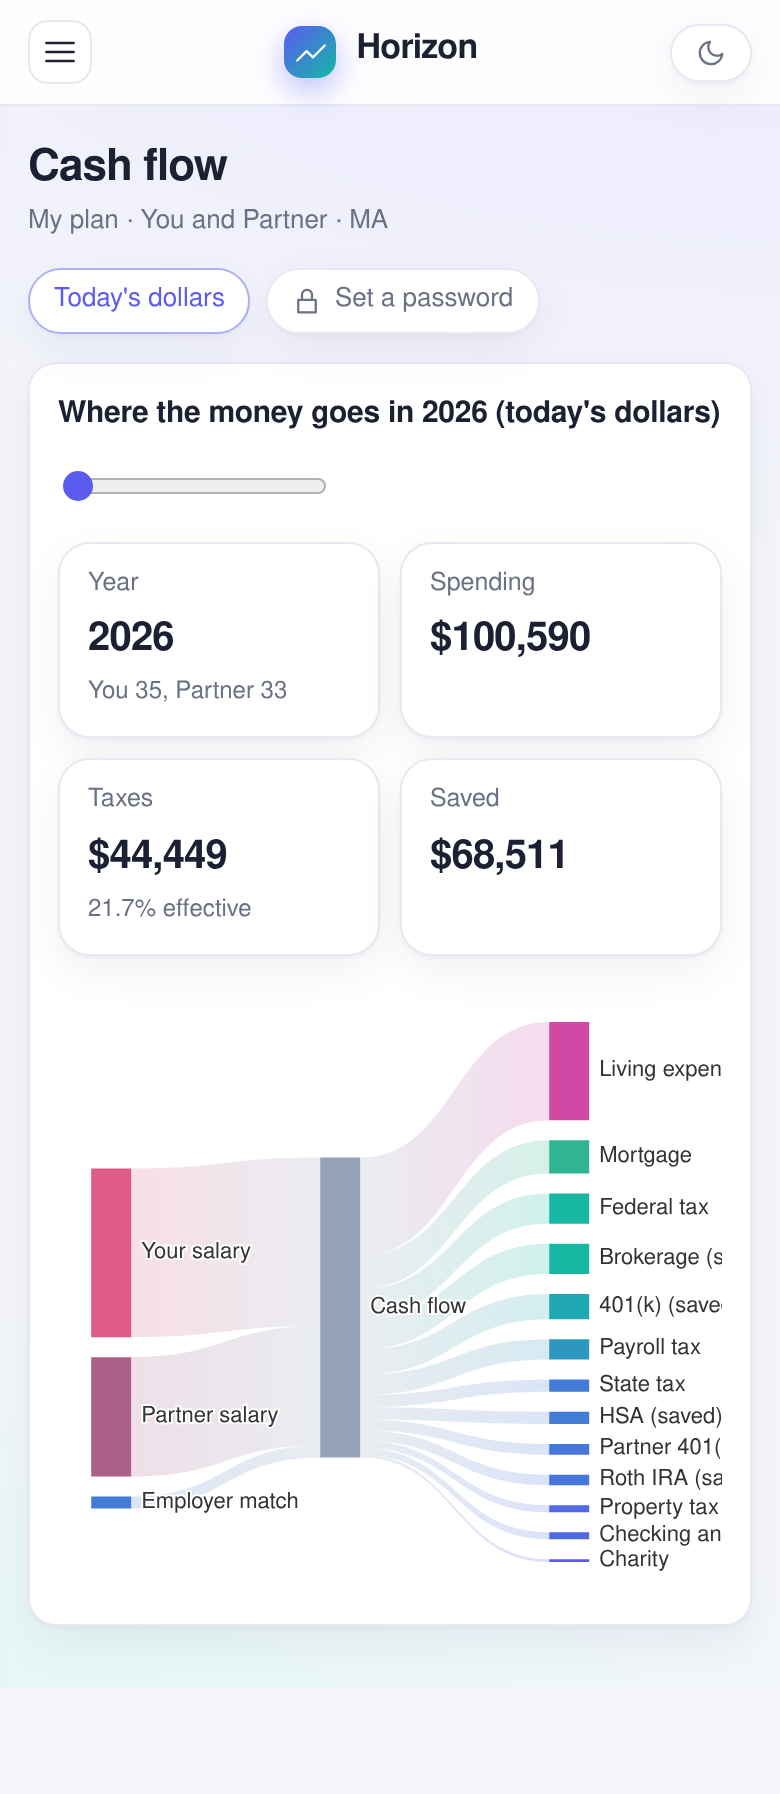 Horizon
Cash flow
My plan · You and Partner · MA
Today's dollars
Set a password
Where the money goes in 2026 (today's dollars)
Year
2026
You 35, Partner 33
Spending
$100,590
Taxes
$44,449
21.7% effective
Saved
$68,511
Your salary
Partner salary
Employer match
Cash flow
Living expen
Mortgage
Federal tax
Brokerage (s
401(k) (save
Payroll tax
State tax
HSA (saved)
Partner 401(
Roth IRA (sa
Property tax
Checking an
Charity